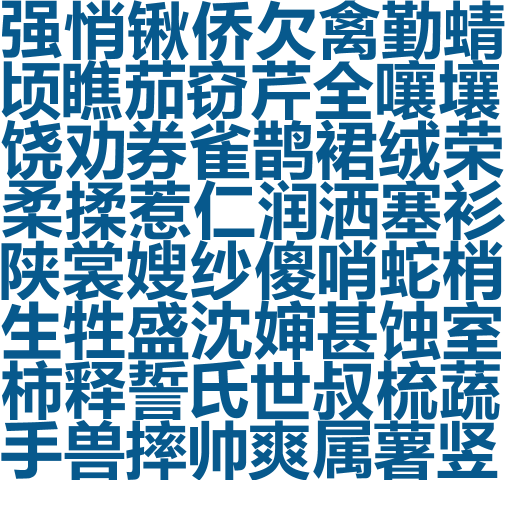 强悄锹侨欠禽勤蜻
顷瞧茄窃芹全嚷壤
饶劝券雀鹊裙绒荣
柔揉惹仁润洒塞衫
陕裳嫂纱傻哨蛇梢
生牲盛沈婶甚蚀室
柿释誓氏世叔梳蔬
手兽摔帅爽属薯竖